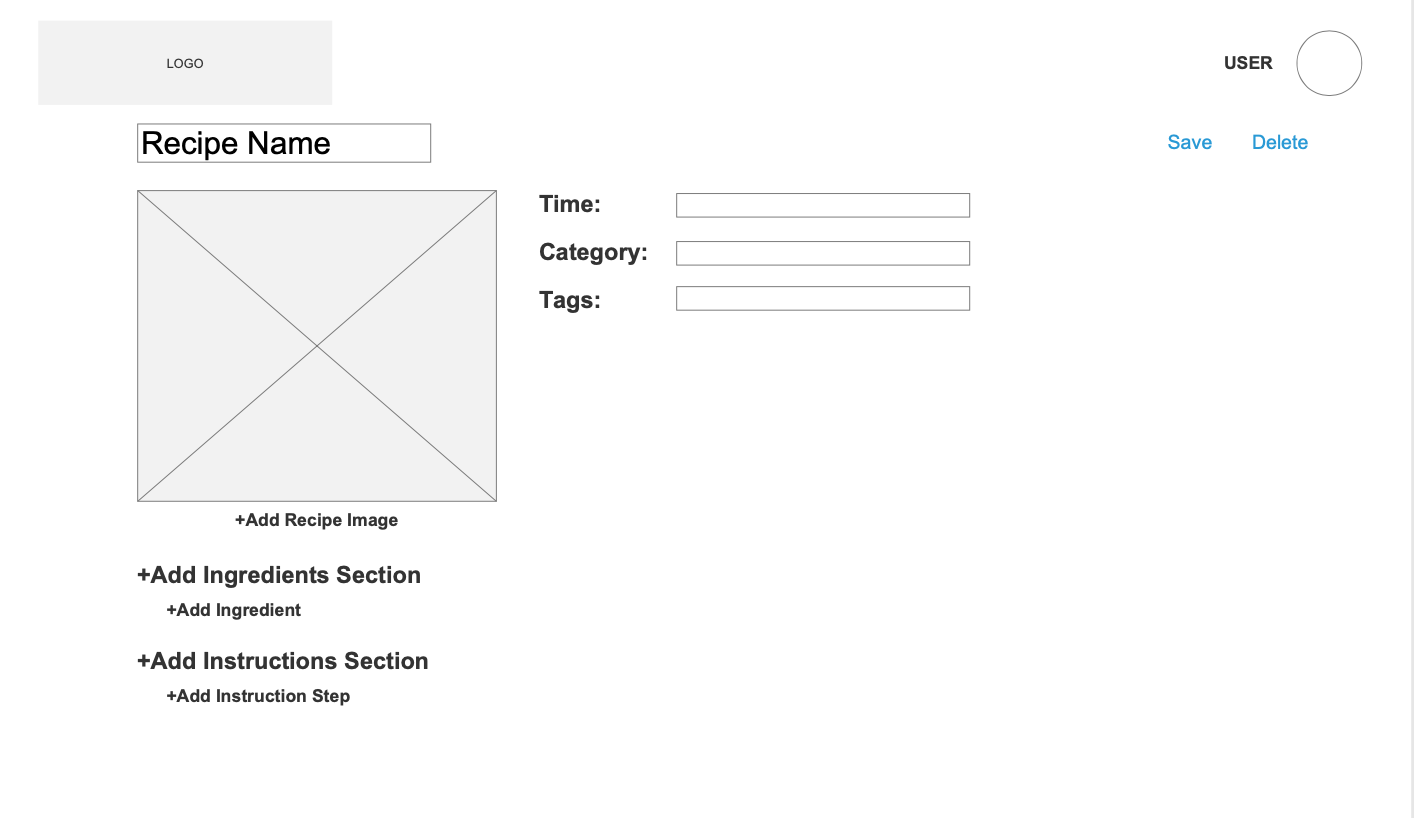 LOGO
USER
Recipe Name
Save
Delete
Time:
Category:
Tags:
+Add Recipe Image
+Add Ingredients Section
+Add Ingredient
+Add Instructions Section
+Add Instruction Step